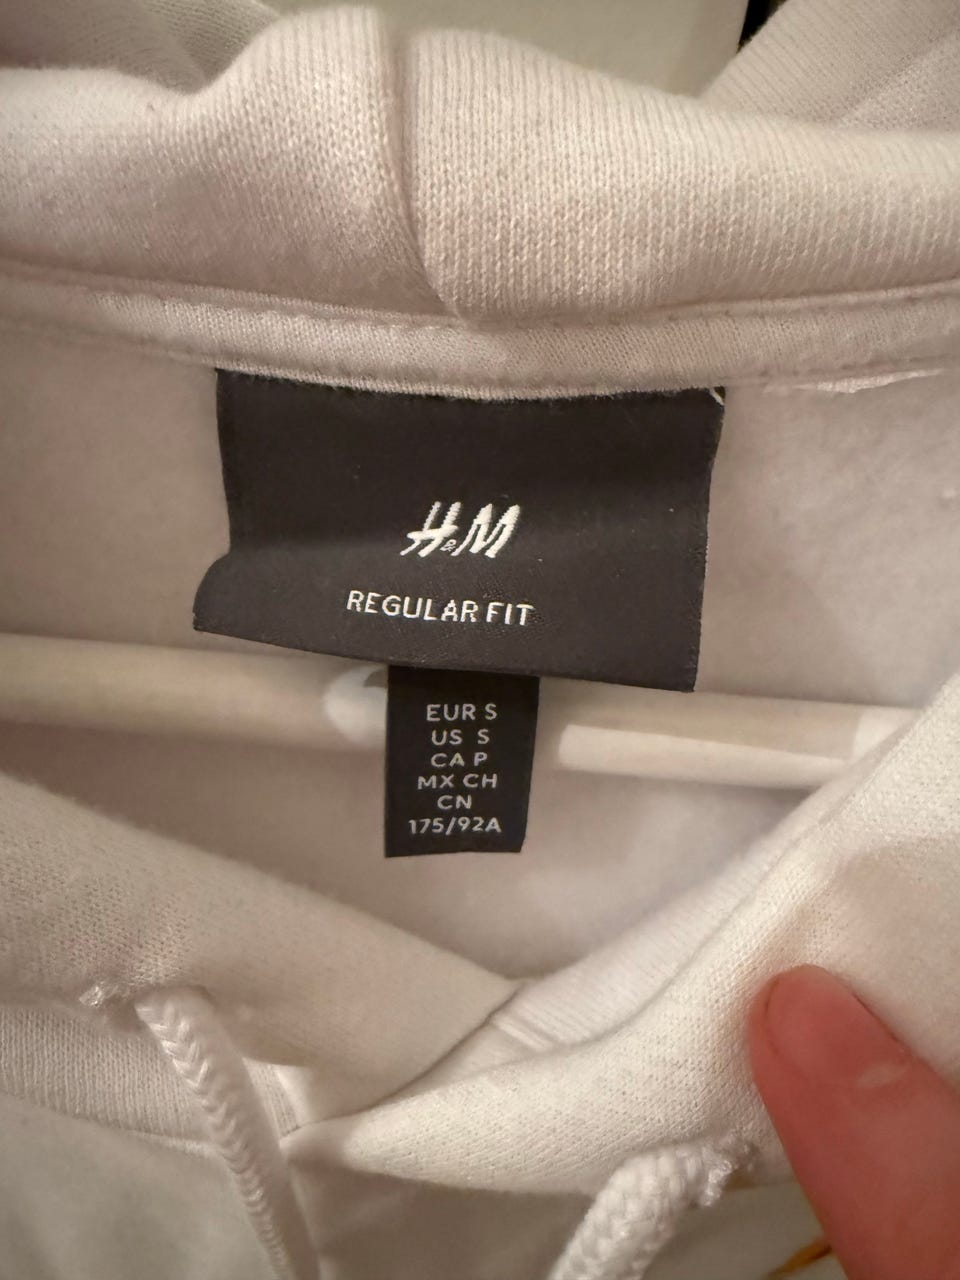 H&M
REGULAR FIT
EUR S
US S
CA P
MX CH
CN
175/92A